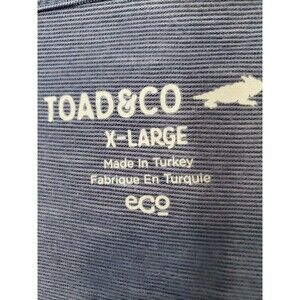 TOAD&CO
X-LARGE
Made In Turkey
Fabrique En Turquie
eco